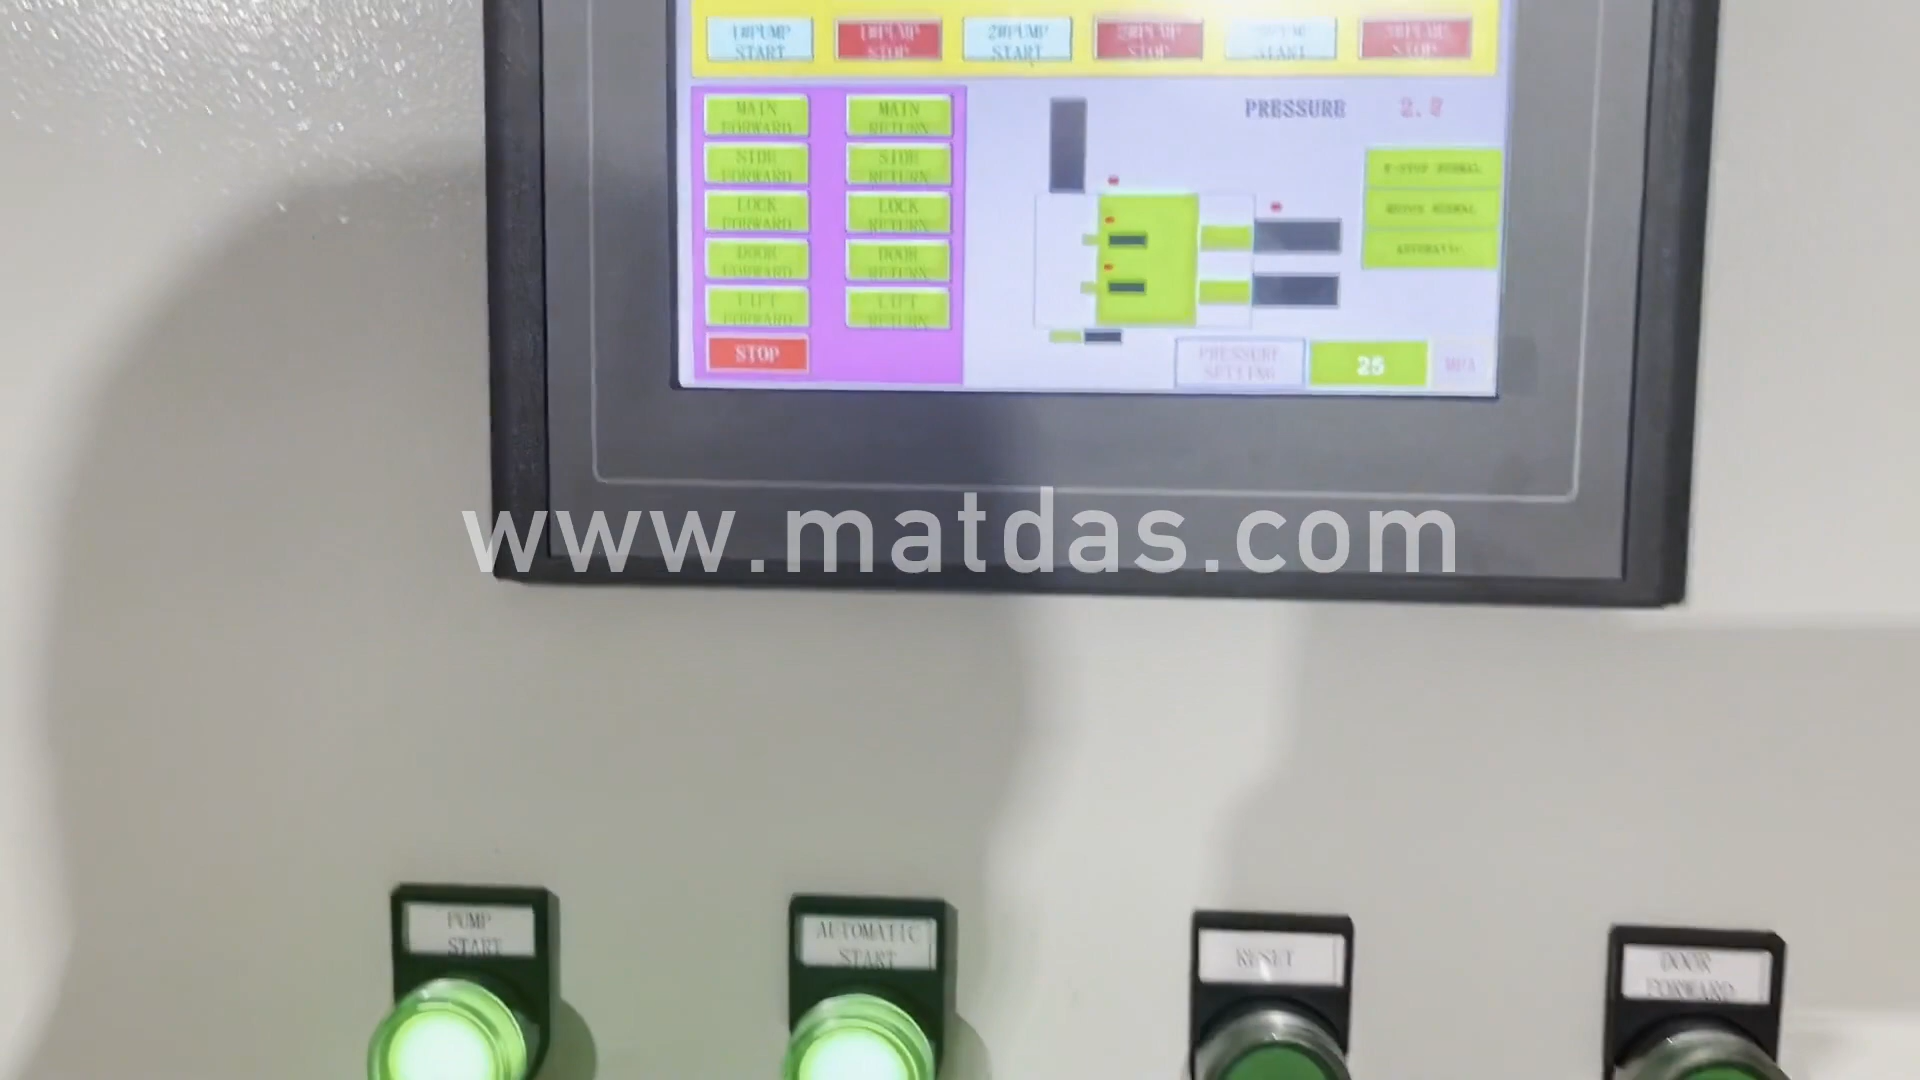 1#PUMP
START
1#PUMP
STOP
2#PUMP
START
2#PUMP
STOP
START
3#PUMP
STOP
MAIN
FORWARD
MAIN
RETURN
SIDE
FORWARD
SIDE
RETURN
LOCK
FORWARD
LOCK
RETURN
DOOR
FORWARD
DOOR
RETURN
LIFT
FORWARD
LIFT
RETURN
STOP
PRESSURE
E-STOP NORMAL
NORMAL
AUTOMATIC
PRESSURE
SETTING
25
MPA
www.matdas.com
PUMP
START
AUTOMATIC
START
RESET
DOOR
FORWARD